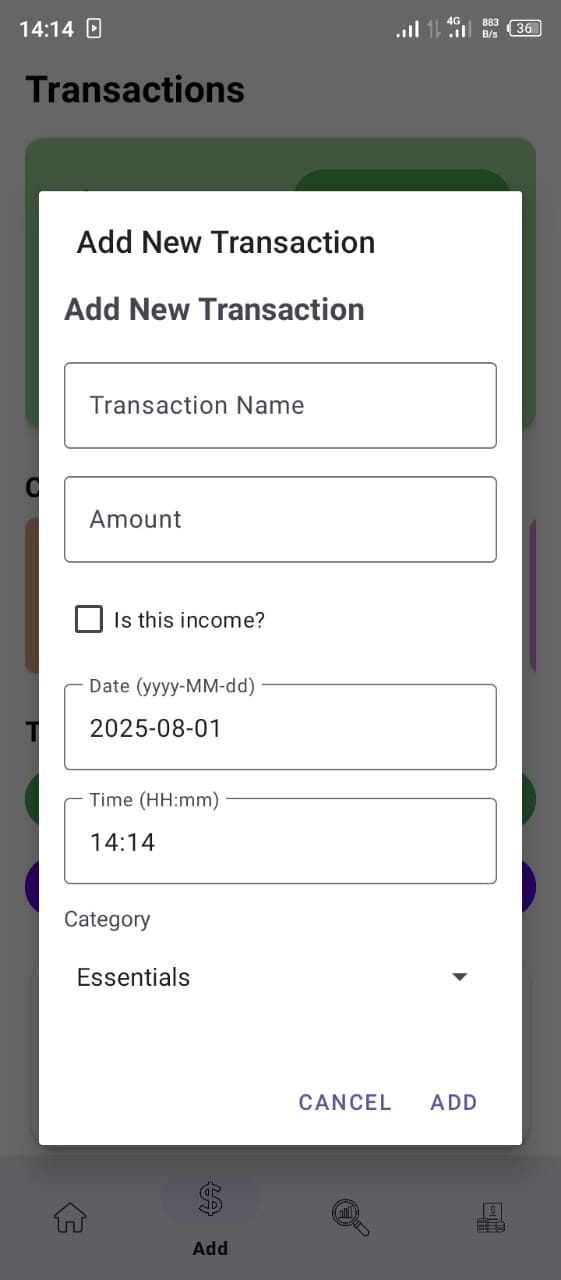 14:14
4G 883 B/s 36
Transactions
Add New Transaction
Add New Transaction
Transaction Name
Amount
Is this income?
Date (yyyy-MM-dd)
2025-08-01
Time (HH:mm)
14:14
Category
Essentials
CANCEL ADD
Add